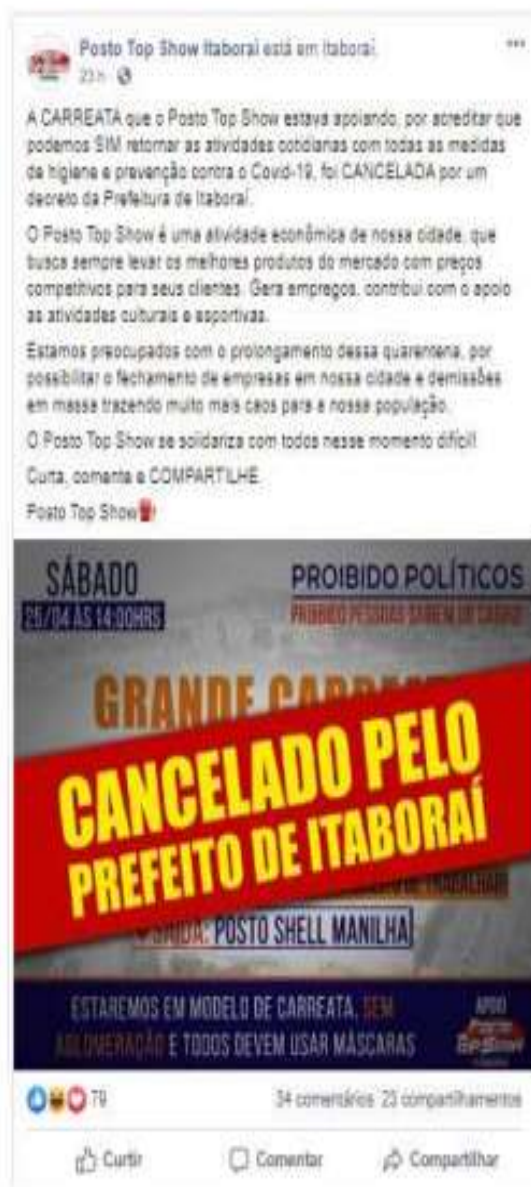 Posto Top Show Itaboraí está em Itaboraí.
23 h ·
A CARREATA que o Posto Top Show estava apoiando, por acreditar que
podemos SIM retornar as atividades cotidianas com todas as medidas
de higiene e prevenção contra o Covid-19, foi CANCELADA por um
decreto da Prefeitura de Itaboraí.
O Posto Top Show é uma atividade econômica de nossa cidade, que
busca sempre levar os melhores produtos do mercado com preços
competitivos para seus clientes. Gera empregos, contribui com o apoio
as atividades culturais e esportivas.
Estamos preocupados com o prolongamento dessa quarentena, por
possibilitar o fechamento de empresas em nossa cidade e demissões
em massa trazendo muito mais caos para a nossa população.
O Posto Top Show se solidariza com todos nesse momento difícil!
Curta, comente e COMPARTILHE.
Posto Top Show
SÁBADO
25/04 ÀS 14:00HRS
PROIBIDO POLÍTICOS
PROIBIDO PESSOAS
GRANDE
CANCELADO PELO
PREFEITO DE ITABORAÍ
SAÍDA: POSTO SHELL MANILHA
ESTAREMOS EM MODELO DE CARREATA, SEM
AGLOMERAÇÃO E TODOS DEVEM USAR MÁSCARAS
APOIO
79
34 comentários 23 compartilhamentos
Curtir
Comentar
Compartilhar